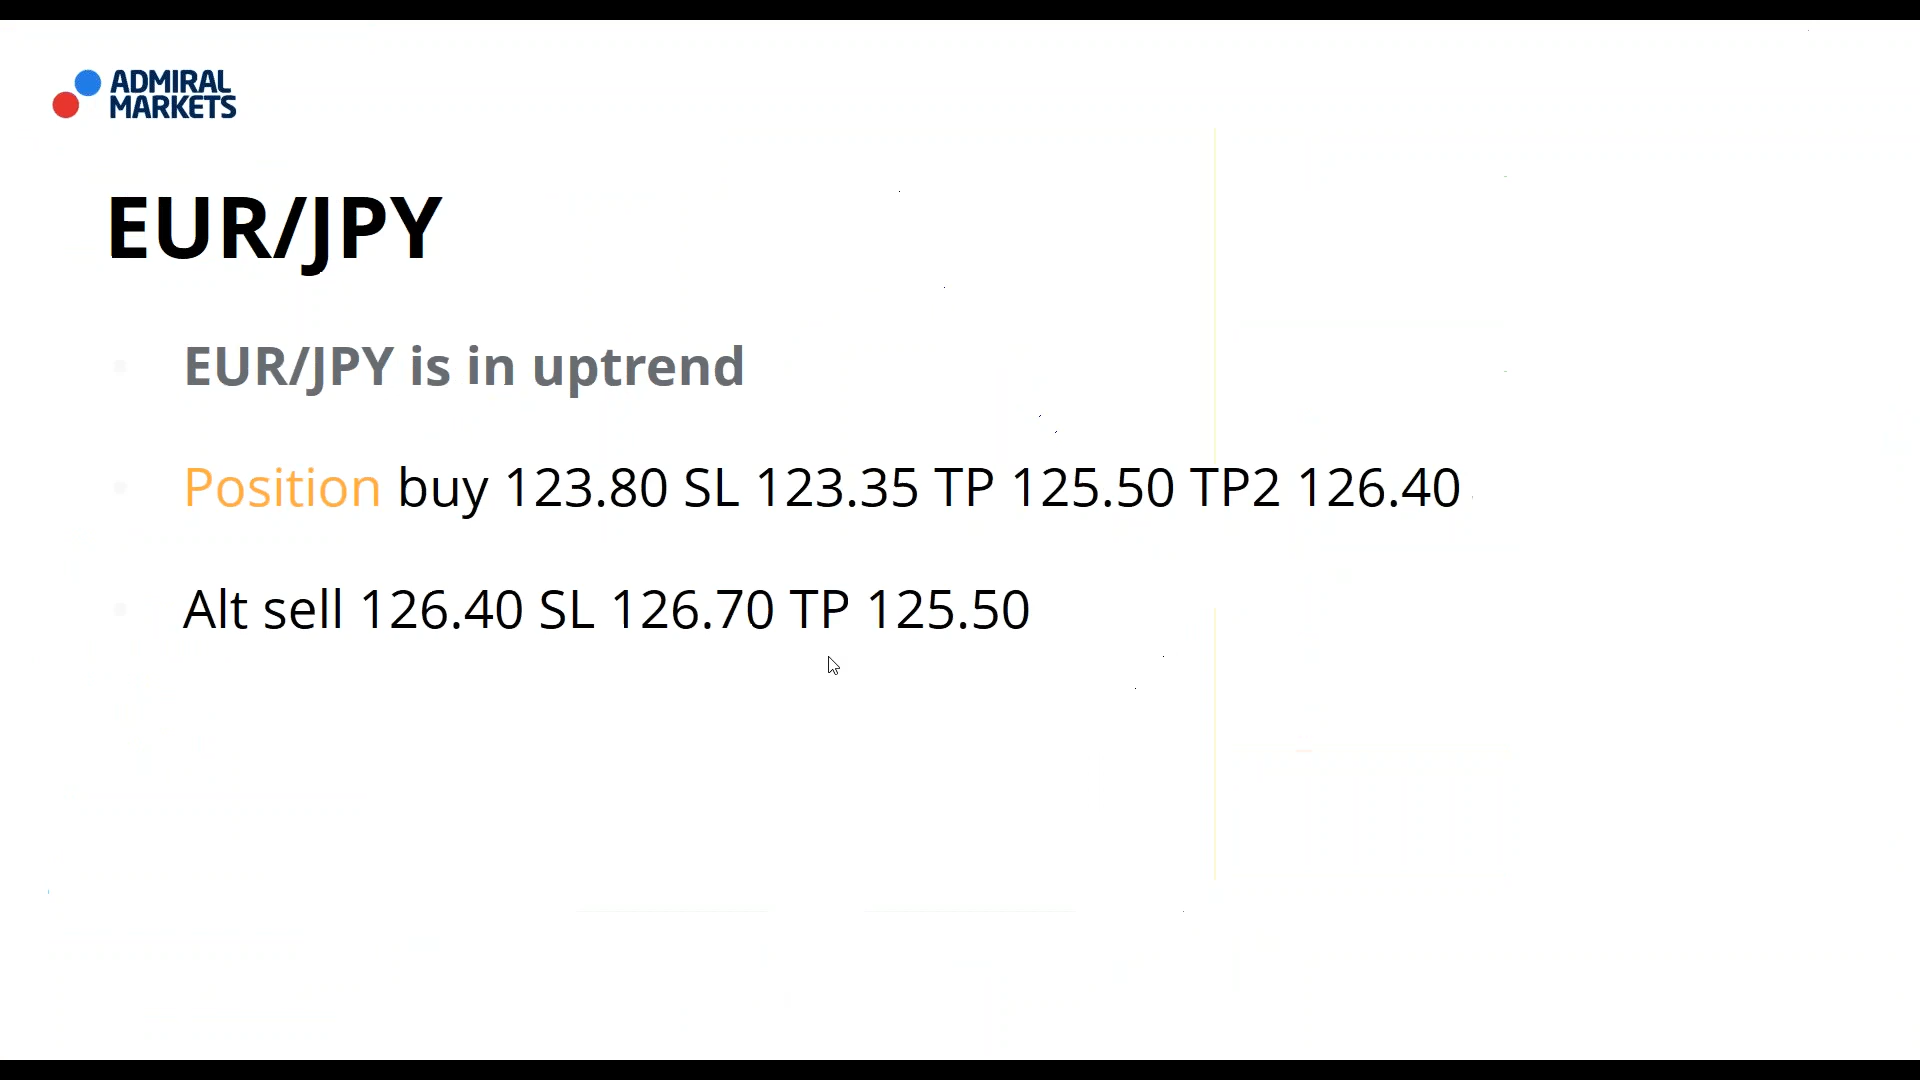 ADMIRAL
MARKETS
EUR/JPY
EUR/JPY is in uptrend
Position buy 123.80 SL 123.35 TP 125.50 TP2 126.40
Alt sell 126.40 SL 126.70 TP 125.50